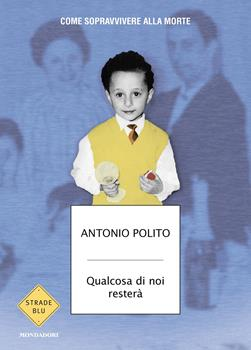 COME SOPRAVVIVERE ALLA MORTE
ANTONIO POLITO
Qualcosa di noi
resterà
STRADE
BLU
MONDADORI